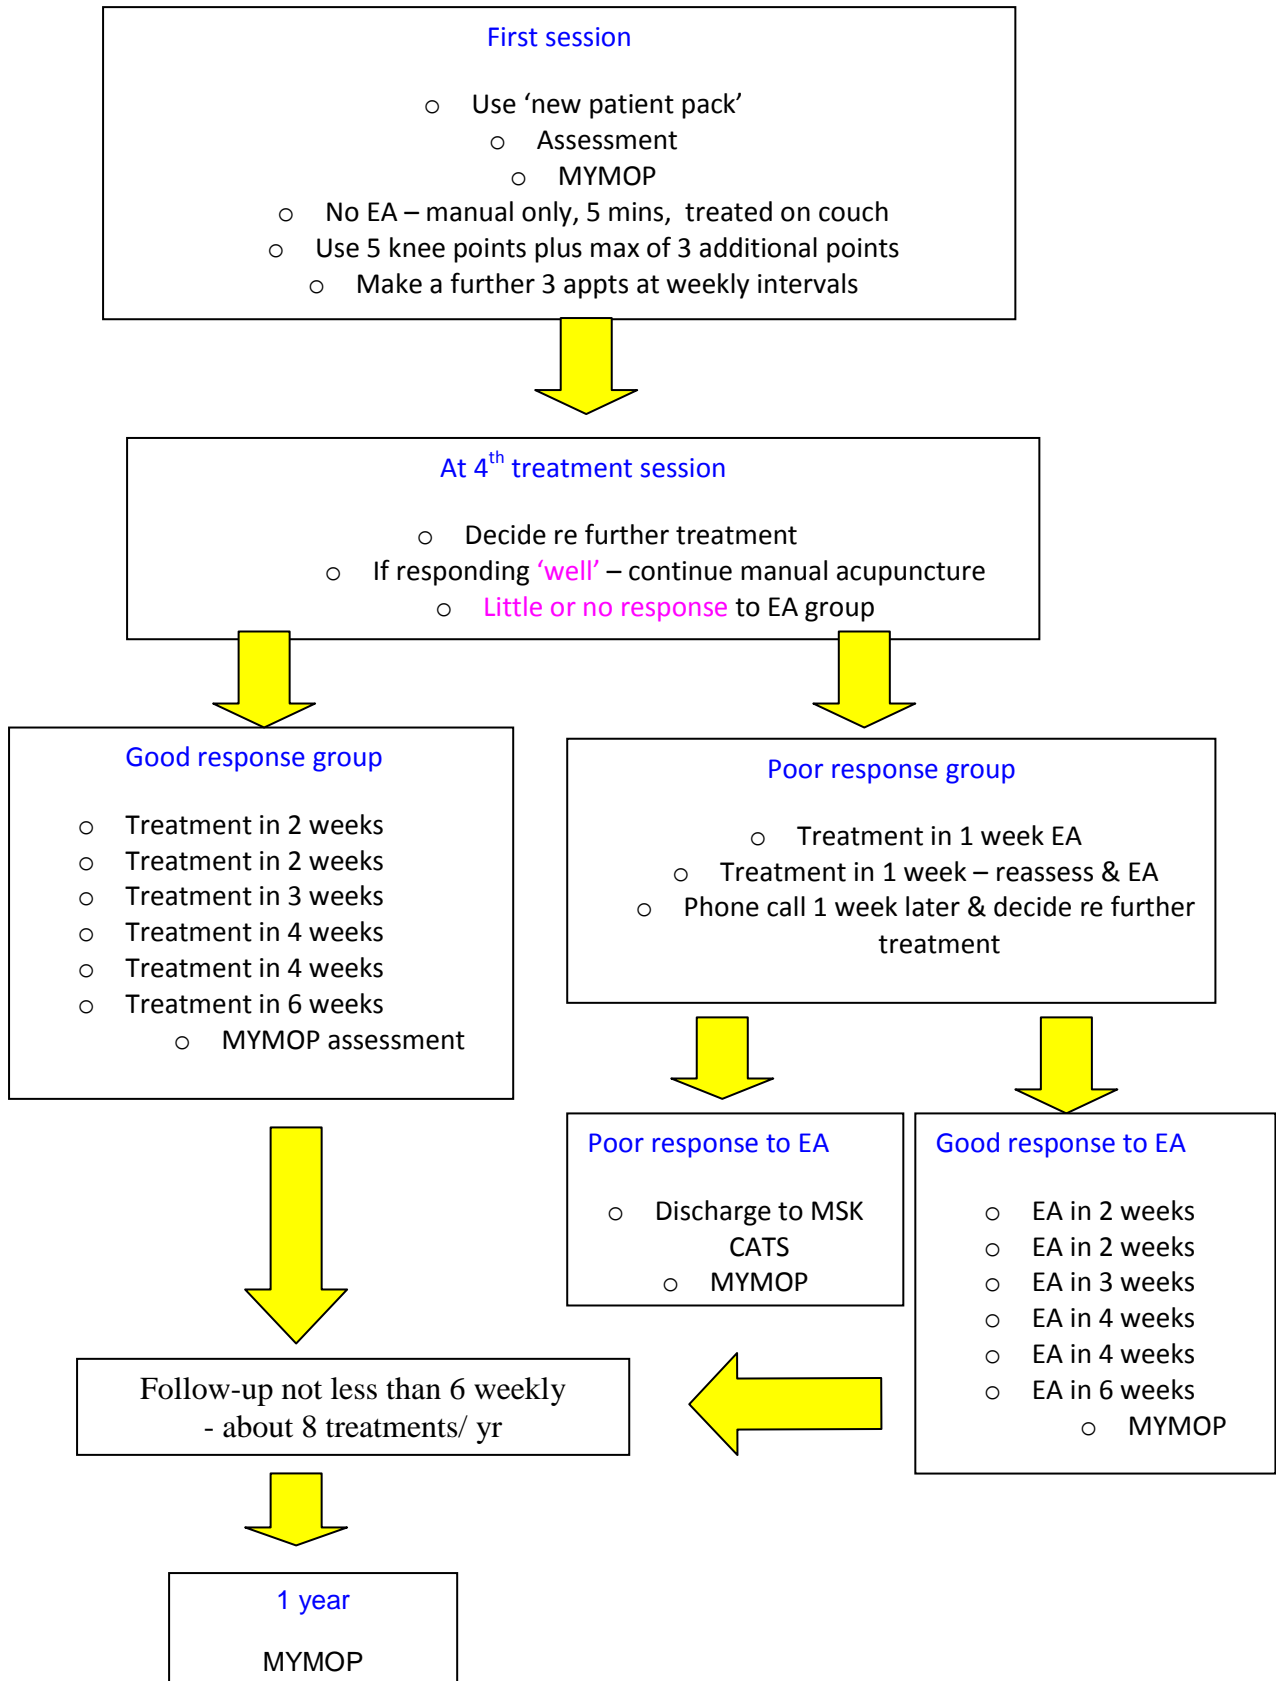 First session
o Use ‘new patient pack’
o Assessment
o MYMOP
o No EA – manual only, 5 mins, treated on couch
o Use 5 knee points plus max of 3 additional points
o Make a further 3 appts at weekly intervals
At 4th treatment session
o Decide re further treatment
o If responding ‘well’ – continue manual acupuncture
o Little or no response to EA group
Good response group
o Treatment in 2 weeks
o Treatment in 2 weeks
o Treatment in 3 weeks
o Treatment in 4 weeks
o Treatment in 4 weeks
o Treatment in 6 weeks
o MYMOP assessment
Poor response group
o Treatment in 1 week EA
o Treatment in 1 week – reassess & EA
o Phone call 1 week later & decide re further
treatment
Poor response to EA
o Discharge to MSK
CATS
o MYMOP
Good response to EA
o EA in 2 weeks
o EA in 2 weeks
o EA in 3 weeks
o EA in 4 weeks
o EA in 4 weeks
o EA in 6 weeks
o MYMOP
Follow-up not less than 6 weekly
- about 8 treatments/ yr
1 year
MYMOP